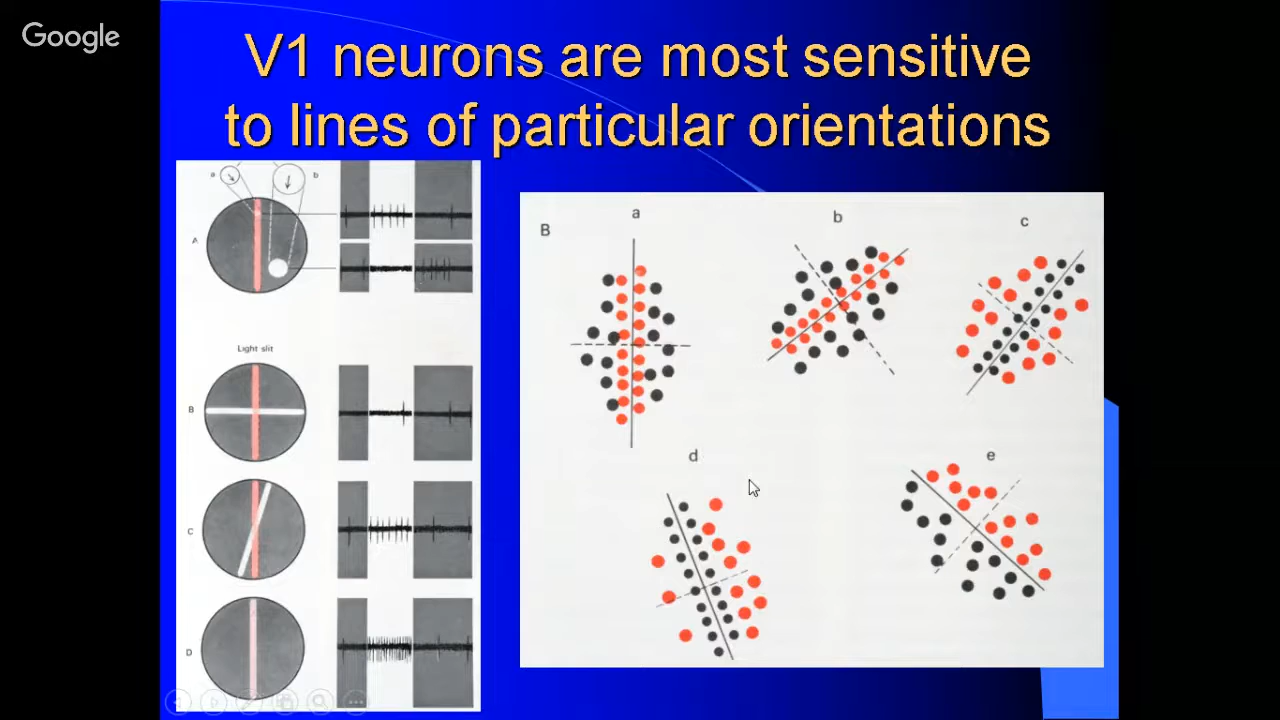 Google
V1 neurons are most sensitive
to lines of particular orientations
a
b
A
Light slit
B
C
D
B
a
b
c
d
e